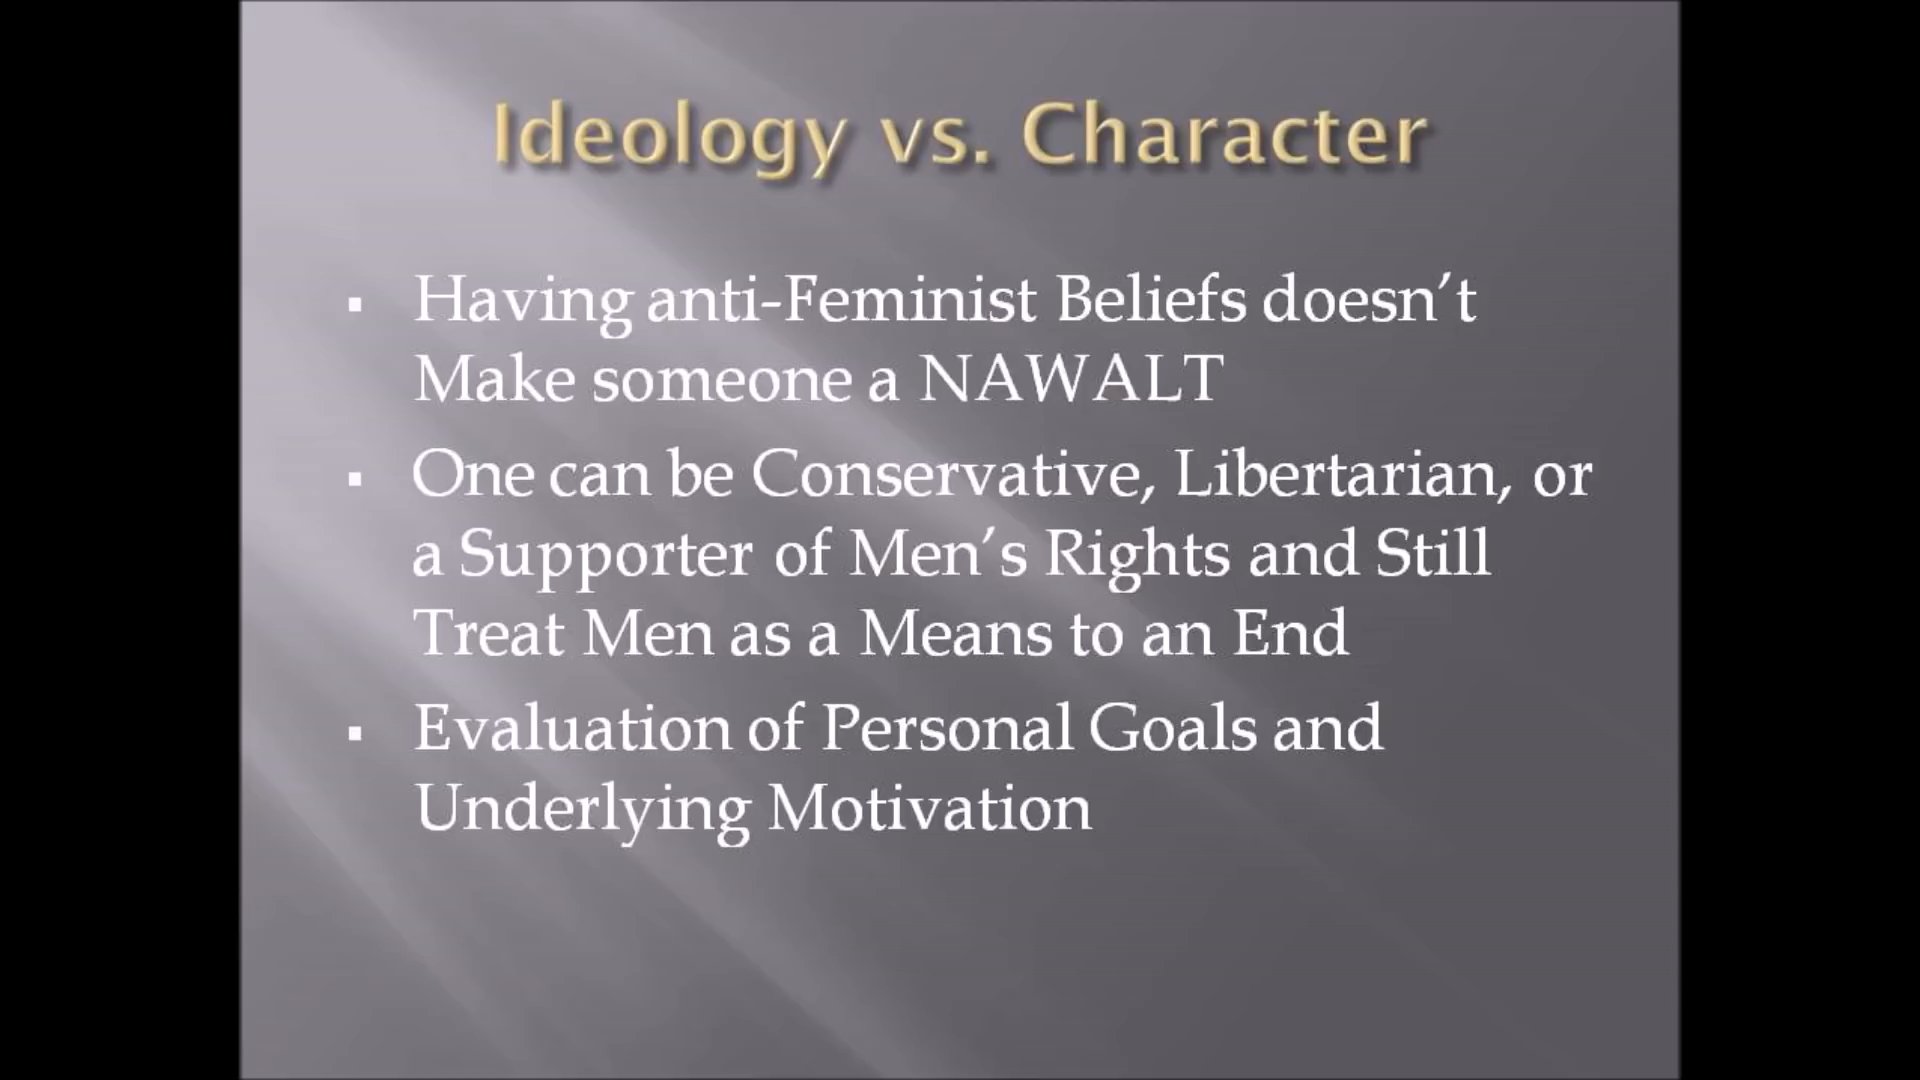 Ideology vs. Character
▪ Having anti-Feminist Beliefs doesn't
Make someone a NAWALT
▪ One can be Conservative, Libertarian, or
a Supporter of Men's Rights and Still
Treat Men as a Means to an End
▪ Evaluation of Personal Goals and
Underlying Motivation